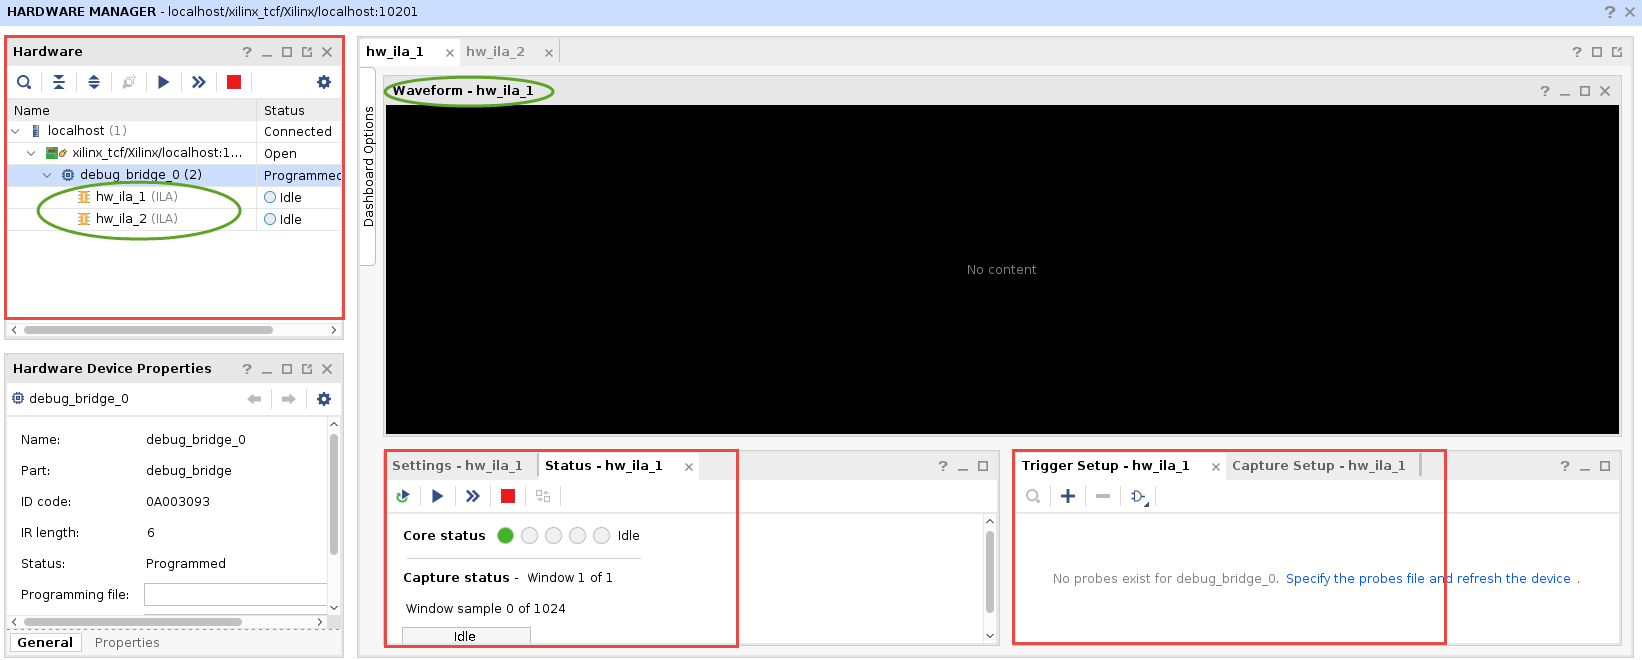 HARDWARE MANAGER - localhost/xilinx_tcf/Xilinx/localhost:10201
Hardware
Name Status
localhost (1) Connected
xilinx_tcf/Xilinx/localhost:1... Open
debug_bridge_0 (2) Programmed
hw_ila_1 (ILA) Idle
hw_ila_2 (ILA) Idle
Hardware Device Properties
debug_bridge_0
Name: debug_bridge_0
Part: debug_bridge
ID code: 0A003093
IR length: 6
Status: Programmed
Programming file:
General Properties
hw_ila_1 hw_ila_2
Dashboard Options
Waveform - hw_ila_1
No content
Settings - hw_ila_1 Status - hw_ila_1
Core status Idle
Capture status - Window 1 of 1
Window sample 0 of 1024
Idle
Trigger Setup - hw_ila_1 Capture Setup - hw_ila_1
No probes exist for debug_bridge_0. Specify the probes file and refresh the device .